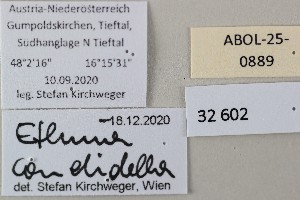 Austria-Niederösterreich
Gumpoldskirchen, Tieftal,
Südhanglage N Tieftal
48°2'16" 16°15'31"
10.09.2020
leg. Stefan Kirchweger
18.12.2020
candidella
det. Stefan Kirchweger, Wien
ABOL-25-
0889
32 602